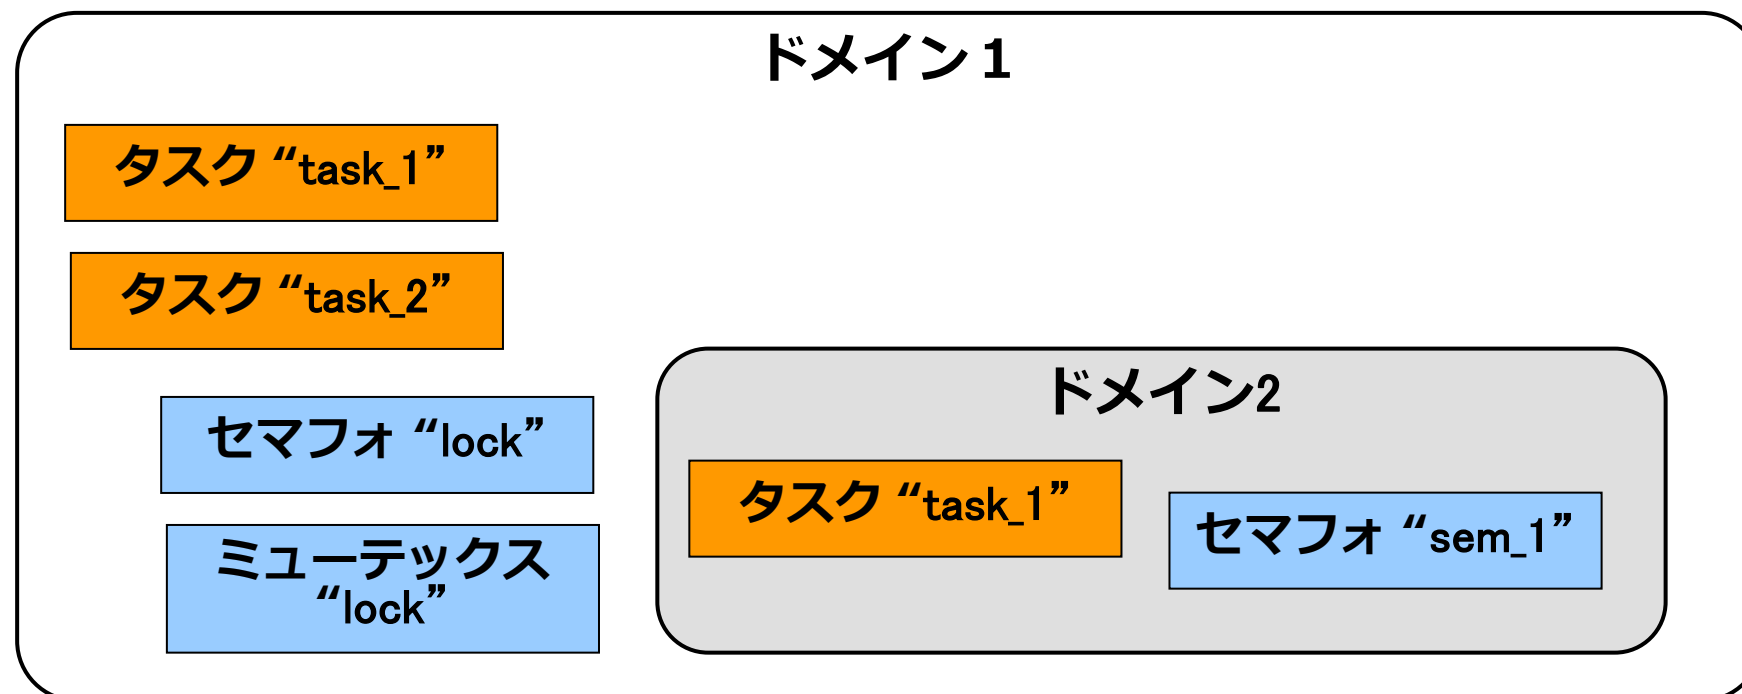 ドメイン1
タスク “task_1”
タスク “task_2”
セマフォ “lock”
ミューテックス
“lock”
ドメイン2
タスク “task_1”
セマフォ “sem_1”